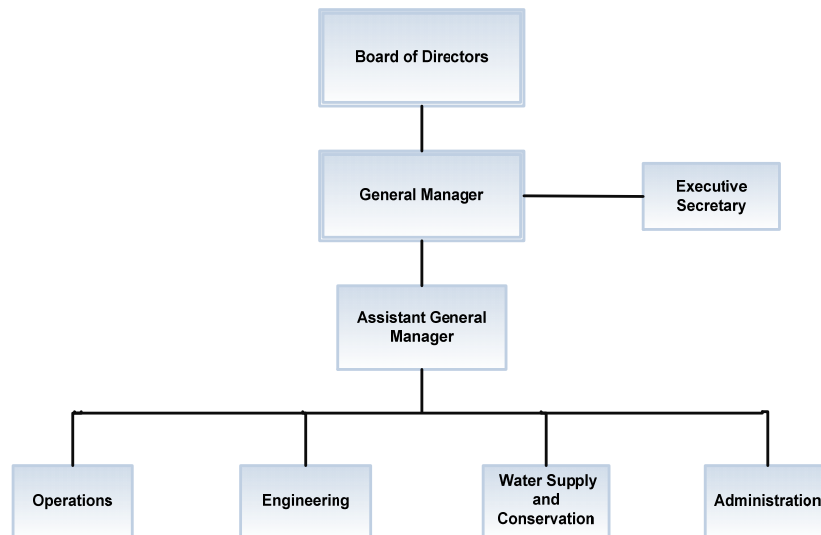 Board of Directors
General Manager
Executive
Secretary
Assistant General
Manager
Operations
Engineering
Water Supply
and
Conservation
Administration